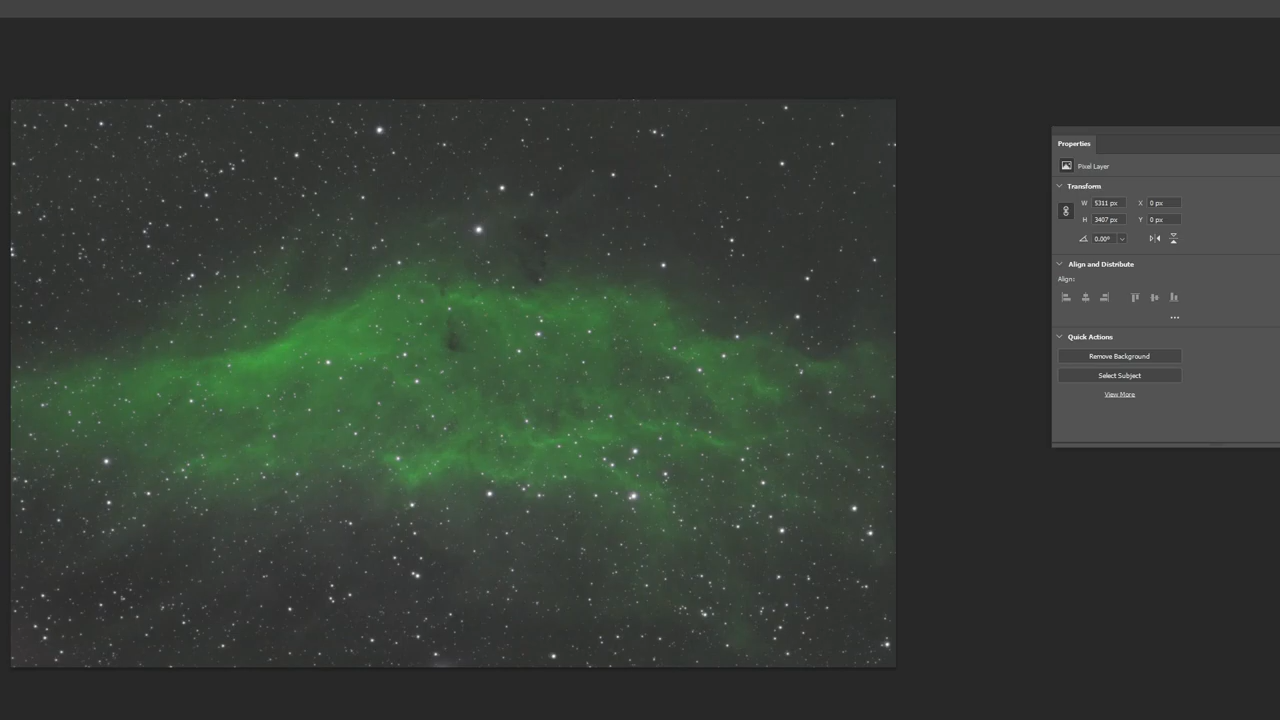 Properties
Pixel Layer
Transform
W 5311 px X 0 px
H 3407 px Y 0 px
0.00°
Align and Distribute
Align:
Quick Actions
Remove Background
Select Subject
View More